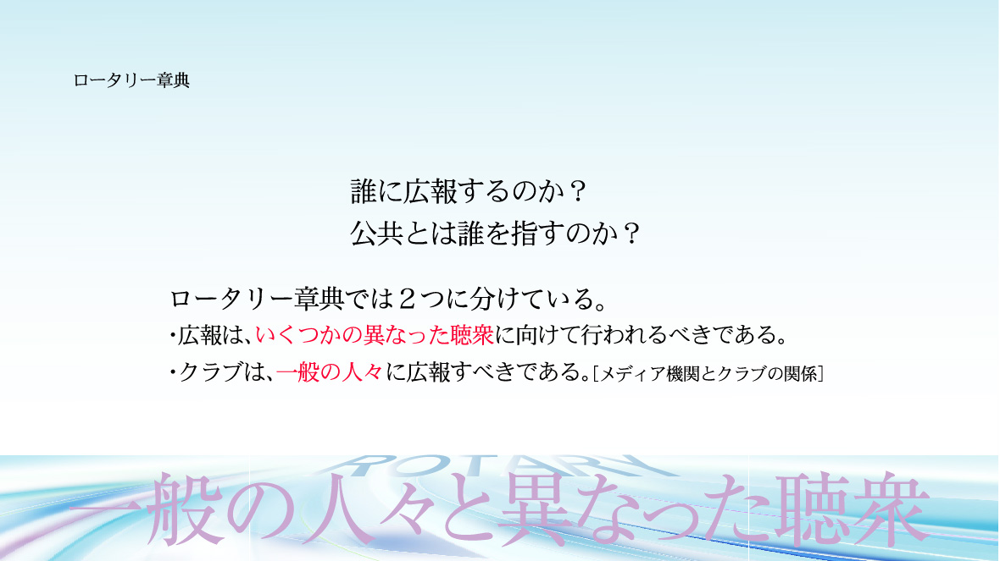 ロータリー章典
誰に広報するのか？
公共とは誰を指すのか？
ロータリー章典では２つに分けている。
・広報は、いくつかの異なった聴衆に向けて行われるべきである。
・クラブは、一般の人々に広報すべきである。［メディア機関とクラブの関係］
ROTARY
一般の人々と異なった聴衆